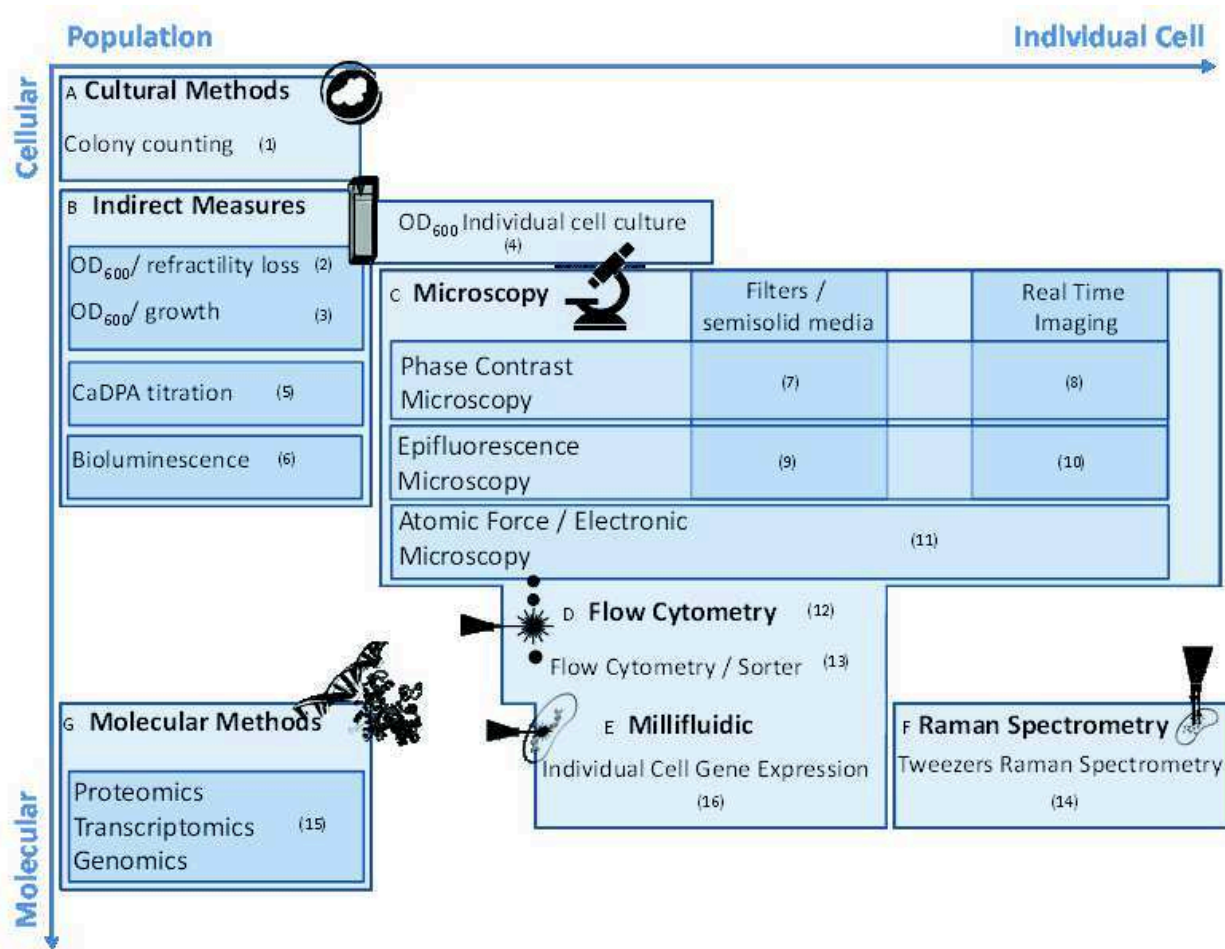 Population
Individual Cell
Cellular
A Cultural Methods
Colony counting (1)
B Indirect Measures
OD600/ refractility loss (2)
OD600/ growth (3)
CaDPA titration (5)
Bioluminescence (6)
OD600 Individual cell culture
(4)
C Microscopy
Filters /
semisolid media
Real Time
Imaging
Phase Contrast
Microscopy
(7)
(8)
Epifluorescence
Microscopy
(9)
(10)
Atomic Force / Electronic
Microscopy
(11)
D Flow Cytometry (12)
Flow Cytometry / Sorter (13)
E Millifluidic
Individual Cell Gene Expression
(16)
F Raman Spectrometry
Tweezers Raman Spectrometry
(14)
G Molecular Methods
Proteomics
Transcriptomics (15)
Genomics
Molecular